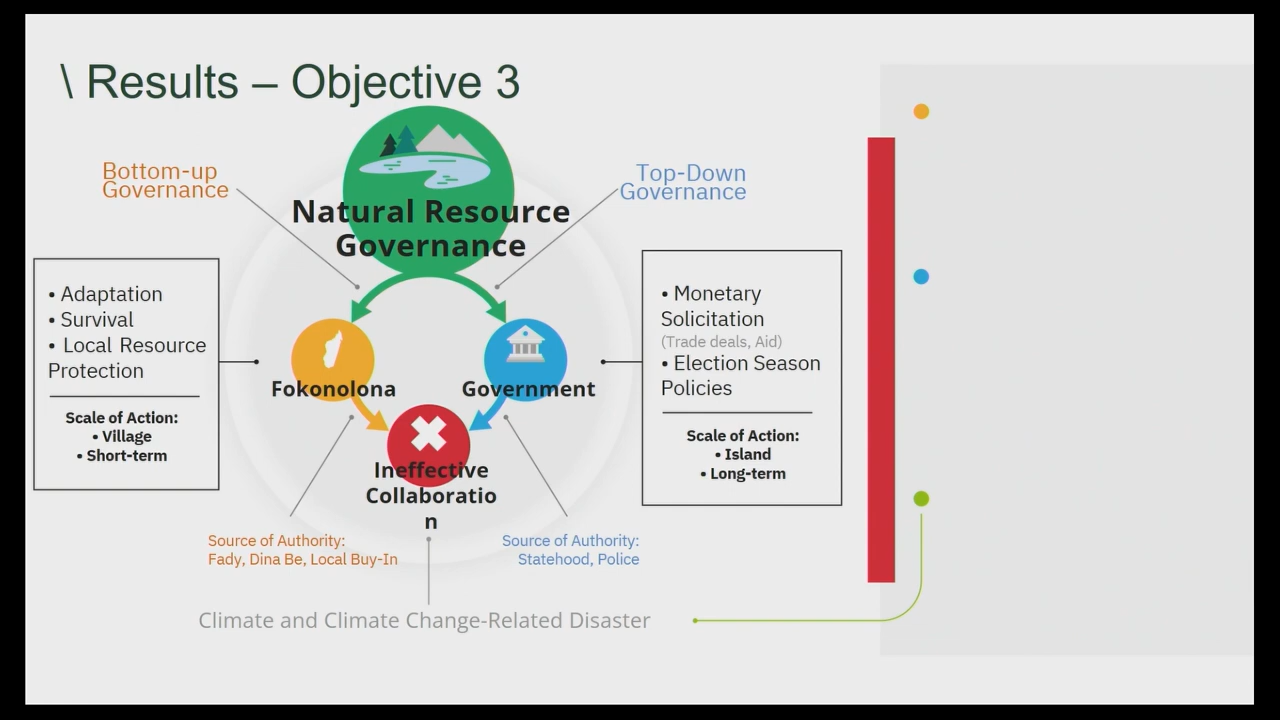 \ Results – Objective 3
Bottom-up
Governance
Top-Down
Governance
Natural Resource
Governance
• Adaptation
• Survival
• Local Resource
Protection
Scale of Action:
• Village
• Short-term
• Monetary
Solicitation
(Trade deals, Aid)
• Election Season
Policies
Scale of Action:
• Island
• Long-term
Fokonolona
Government
Ineffective
Collaboratio
n
Source of Authority:
Fady, Dina Be, Local Buy-In
Source of Authority:
Statehood, Police
Climate and Climate Change-Related Disaster